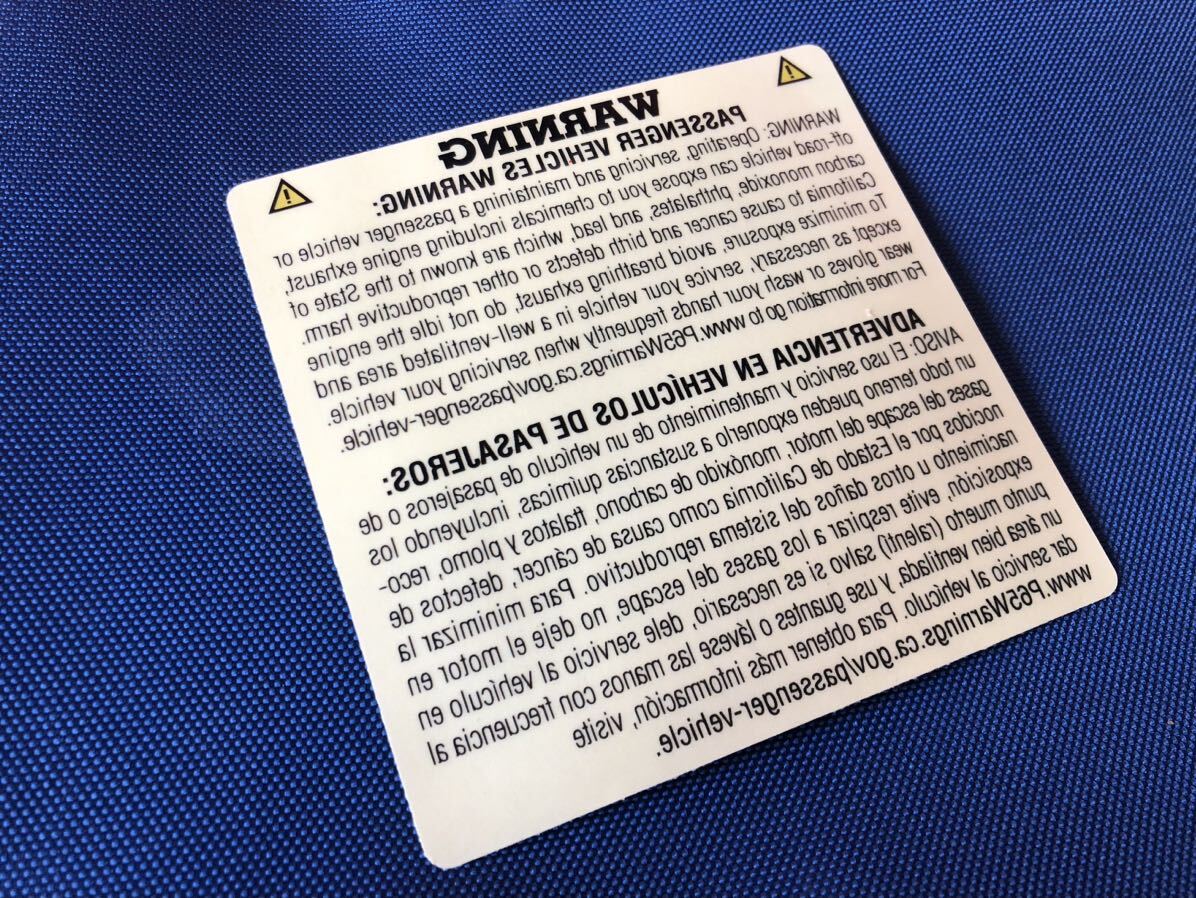 WARNING
PASSENGER VEHICLES WARNING:
WARNING: Operating, servicing and maintaining a passenger vehicle or
off-road vehicle can expose you to chemicals including engine exhaust,
carbon monoxide, phthalates, and lead, which are known to the State of
California to cause cancer and birth defects or other reproductive harm.
To minimize exposure, avoid breathing exhaust, do not idle the engine
except as necessary, service your vehicle in a well-ventilated area and
wear gloves or wash your hands frequently when servicing your vehicle.
For more information go to www.P65Warnings.ca.gov/passenger-vehicle.
ADVERTENCIA EN VEHÍCULOS DE PASAJEROS:
AVISO: El uso servicio y mantenimiento de un vehículo de pasajeros o de
un todo terreno pueden exponerlo a sustancias químicas, incluyendo los
gases del escape del motor, monóxido de carbono, ftalatos y plomo, reco-
nocidos por el Estado de California como causa de cáncer, defectos de
nacimiento u otros daños del sistema reproductivo. Para minimizar la
exposición, evite respirar a los gases del escape, no deje el motor en
punto muerto (ralentí) salvo si es necesario, dele servicio al vehículo en
un área bien ventilada, y use guantes o lávese las manos con frecuencia al
dar servicio al vehículo. Para obtener más información, visite
www.P65Warnings.ca.gov/passenger-vehicle.